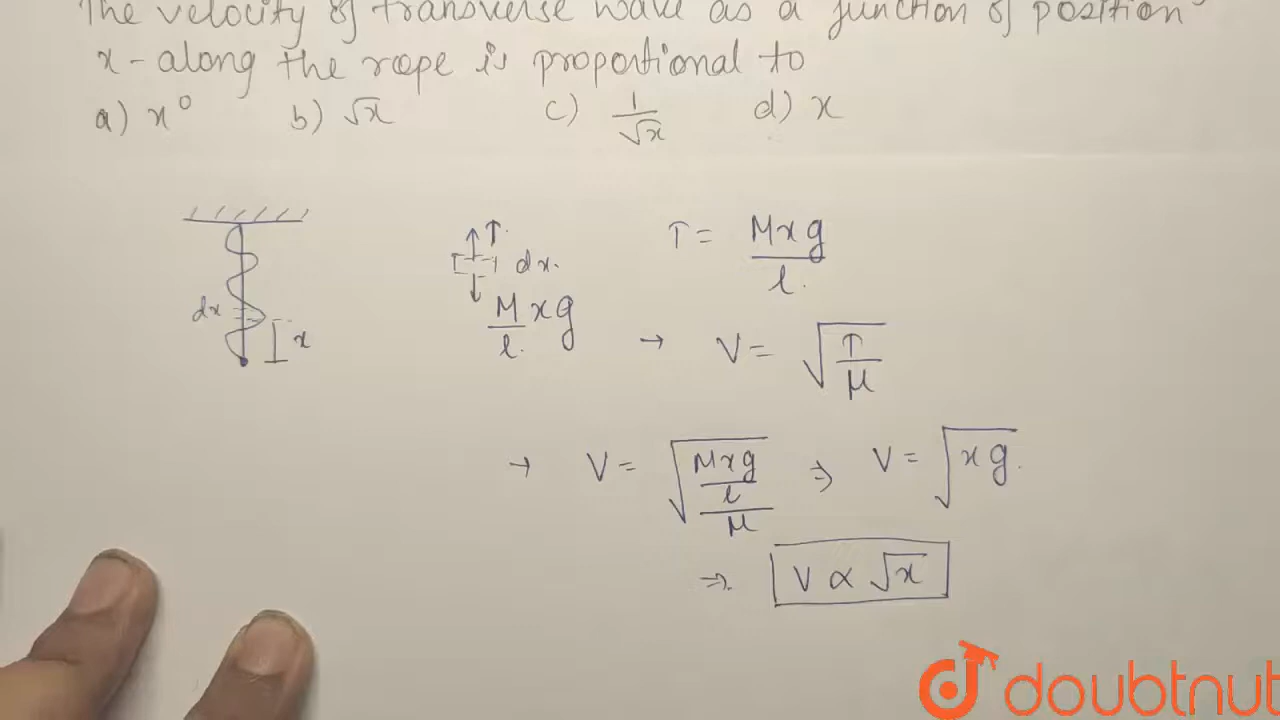 The velocity of transverse wave as a function of position
x - along the rope is proportional to
a) x⁰ b) √x c) 1/√x d) x
T
dx.
M/l. xg
dx
x
T = Mxg/l.
→ V = √(T/μ)
→ V = √((Mxg/l)/μ) ⇒ V = √(xg).
⇒. V ∝ √x
doubtnut